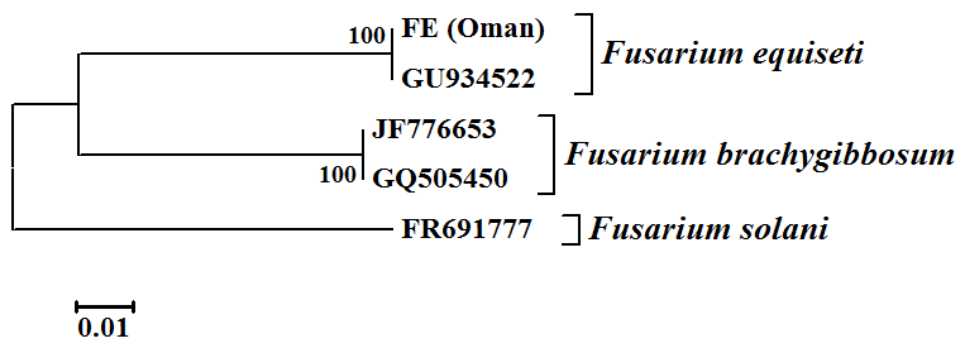 100
FE (Oman)
GU934522
Fusarium equiseti
JF776653
100
GQ505450
Fusarium brachygibbosum
FR691777
Fusarium solani
0.01